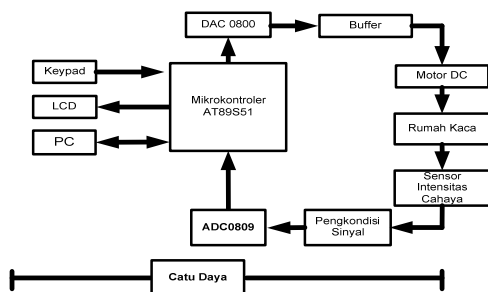 DAC 0800
Buffer
Keypad
LCD
PC
Mikrokontroler
AT89S51
Motor DC
Rumah Kaca
Sensor
Intensitas
Cahaya
Pengkondisi
Sinyal
ADC0809
Catu Daya